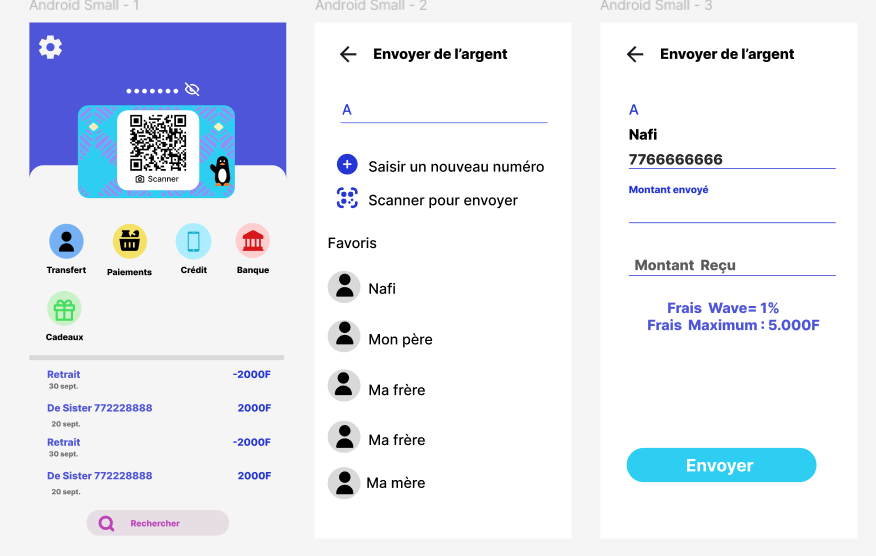 Android Small - 1
Scanner
Transfert
Paiements
Crédit
Banque
Cadeaux
Retrait
-2000F
30 sept.
De Sister 772228888
2000F
20 sept.
Retrait
-2000F
30 sept.
De Sister 772228888
2000F
20 sept.
Rechercher
Android Small - 2
Envoyer de l’argent
A
Saisir un nouveau numéro
Scanner pour envoyer
Favoris
Nafi
Mon père
Ma frère
Ma frère
Ma mère
Android Small - 3
Envoyer de l’argent
A
Nafi
7766666666
Montant envoyé
Montant Reçu
Frais Wave= 1%
Frais Maximum : 5.000F
Envoyer